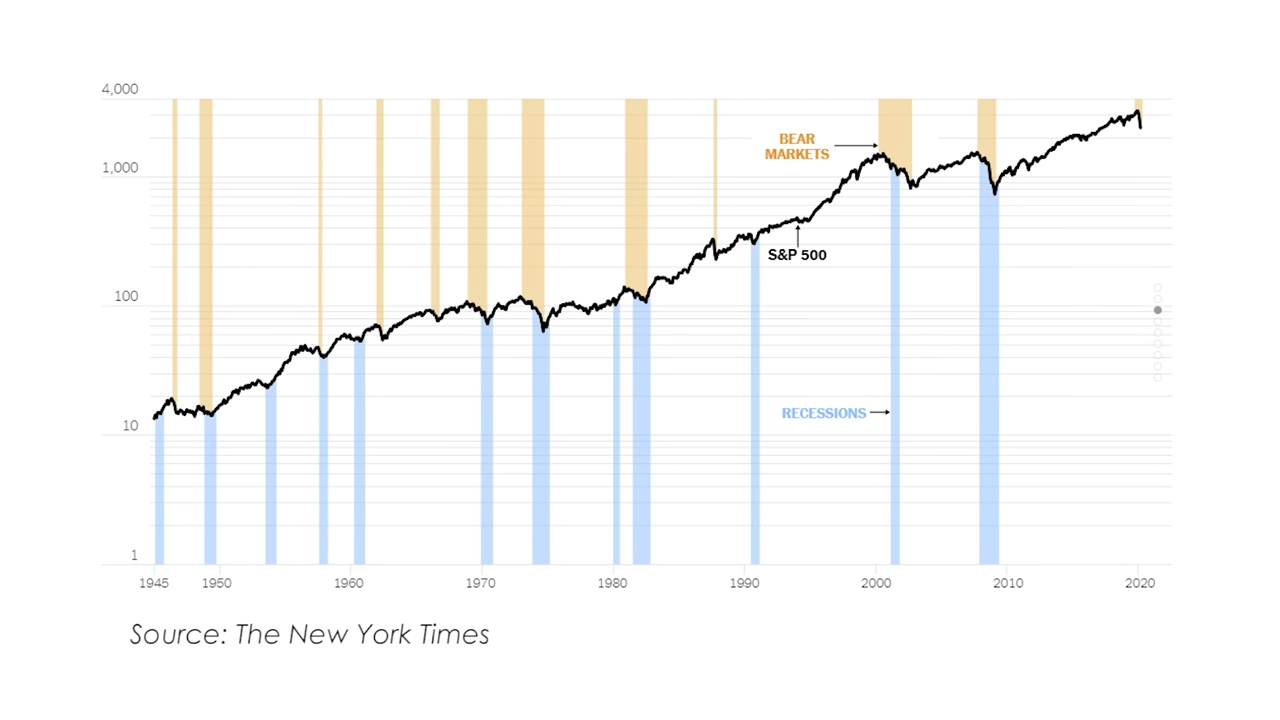 4,000
BEAR
MARKETS
1,000
S&P 500
100
RECESSIONS
10
1
1945 1950 1960 1970 1980 1990 2000 2010 2020
Source: The New York Times